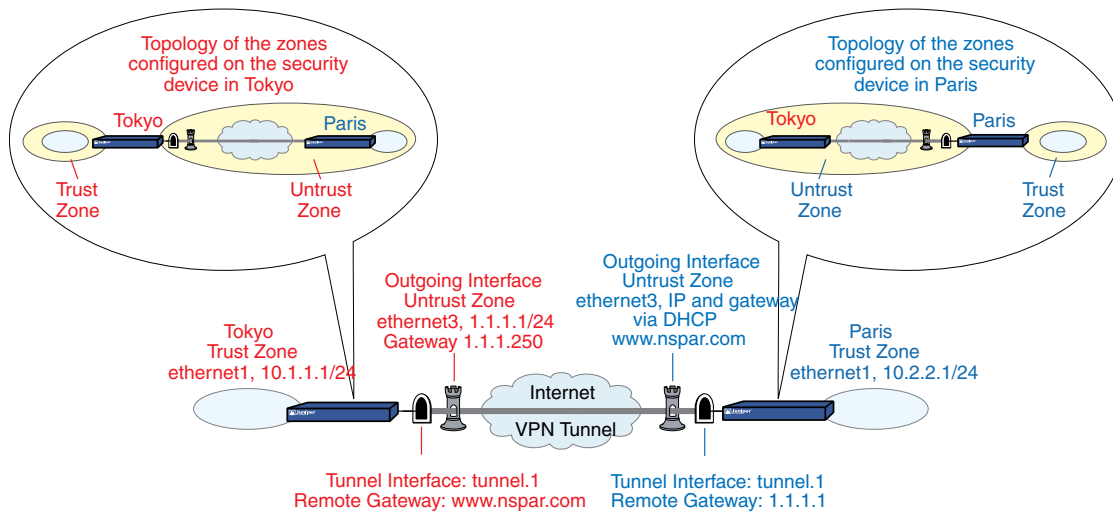 Topology of the zones
configured on the security
device in Tokyo
Tokyo
Paris
Trust
Zone
Untrust
Zone
Topology of the zones
configured on the security
device in Paris
Tokyo
Paris
Untrust
Zone
Trust
Zone
Outgoing Interface
Untrust Zone
ethernet3, 1.1.1.1/24
Gateway 1.1.1.250
Outgoing Interface
Untrust Zone
ethernet3, IP and gateway
via DHCP
www.nspar.com
Tokyo
Trust Zone
ethernet1, 10.1.1.1/24
Paris
Trust Zone
ethernet1, 10.2.2.1/24
Internet
VPN Tunnel
Juniper
Juniper
Tunnel Interface: tunnel.1
Remote Gateway: www.nspar.com
Tunnel Interface: tunnel.1
Remote Gateway: 1.1.1.1